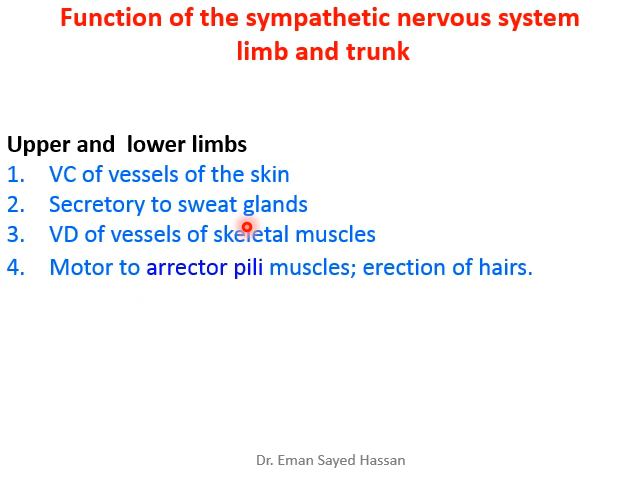 Function of the sympathetic nervous system
limb and trunk
Upper and lower limbs
1. VC of vessels of the skin
2. Secretory to sweat glands
3. VD of vessels of skeletal muscles
4. Motor to arrector pili muscles; erection of hairs.
Dr. Eman Sayed Hassan